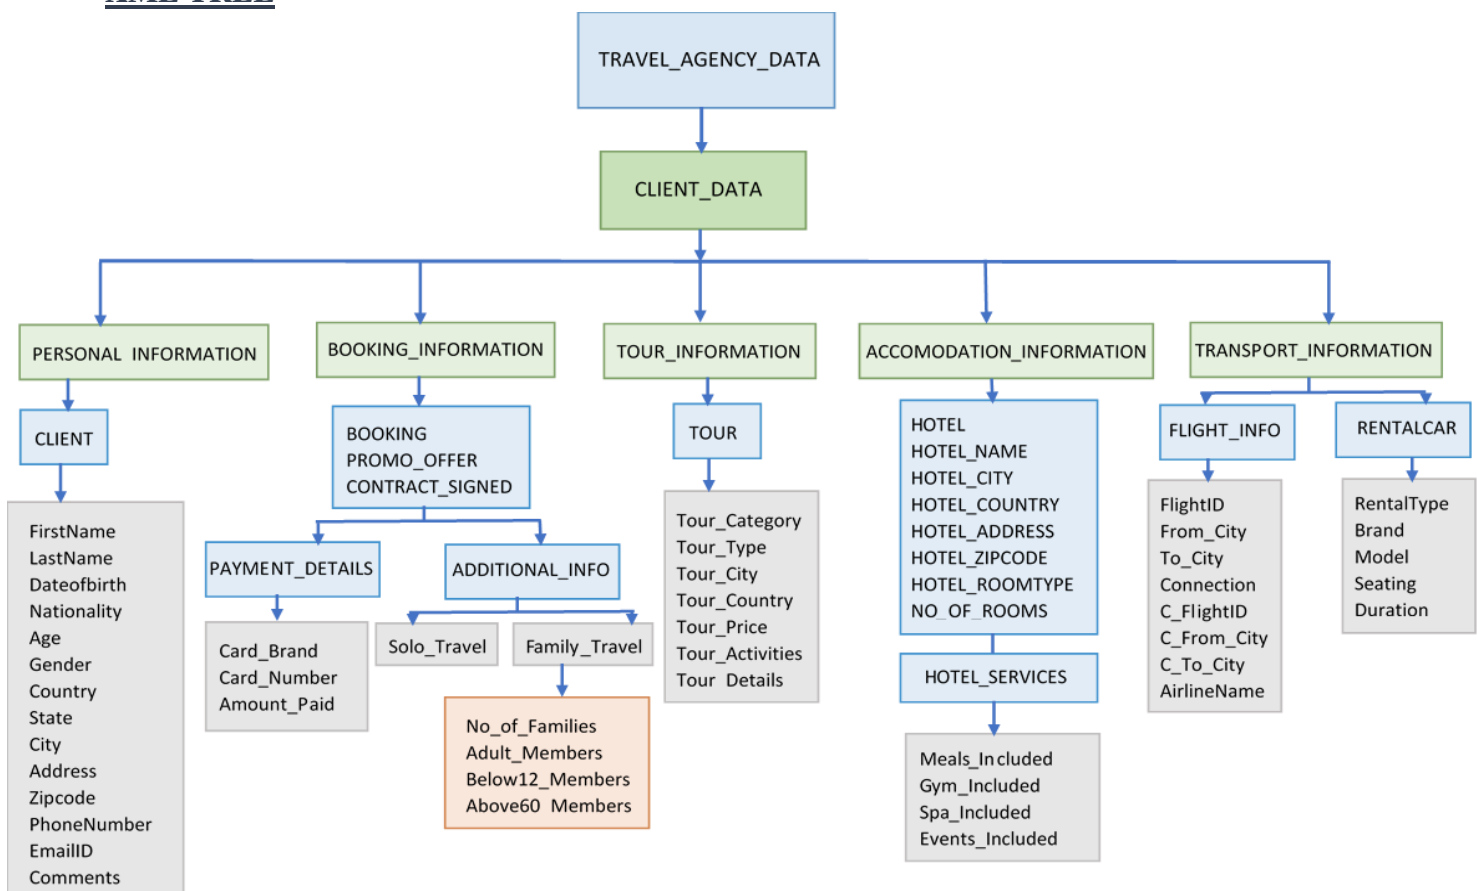 XML TREE
TRAVEL_AGENCY_DATA
CLIENT_DATA
PERSONAL INFORMATION
BOOKING_INFORMATION
TOUR_INFORMATION
ACCOMODATION_INFORMATION
TRANSPORT_INFORMATION
CLIENT
FirstName
LastName
Dateofbirth
Nationality
Age
Gender
Country
State
City
Address
Zipcode
PhoneNumber
EmailID
Comments
BOOKING
PROMO_OFFER
CONTRACT_SIGNED
PAYMENT_DETAILS
Card_Brand
Card_Number
Amount_Paid
ADDITIONAL_INFO
Solo_Travel
Family_Travel
No_of_Families
Adult_Members
Below12_Members
Above60 Members
TOUR
Tour_Category
Tour_Type
Tour_City
Tour_Country
Tour_Price
Tour_Activities
Tour Details
HOTEL
HOTEL_NAME
HOTEL_CITY
HOTEL_COUNTRY
HOTEL_ADDRESS
HOTEL_ZIPCODE
HOTEL_ROOMTYPE
NO_OF_ROOMS
HOTEL_SERVICES
Meals_Included
Gym_Included
Spa_Included
Events_Included
FLIGHT_INFO
FlightID
From_City
To_City
Connection
C_FlightID
C_From_City
C_To_City
AirlineName
RENTALCAR
RentalType
Brand
Model
Seating
Duration